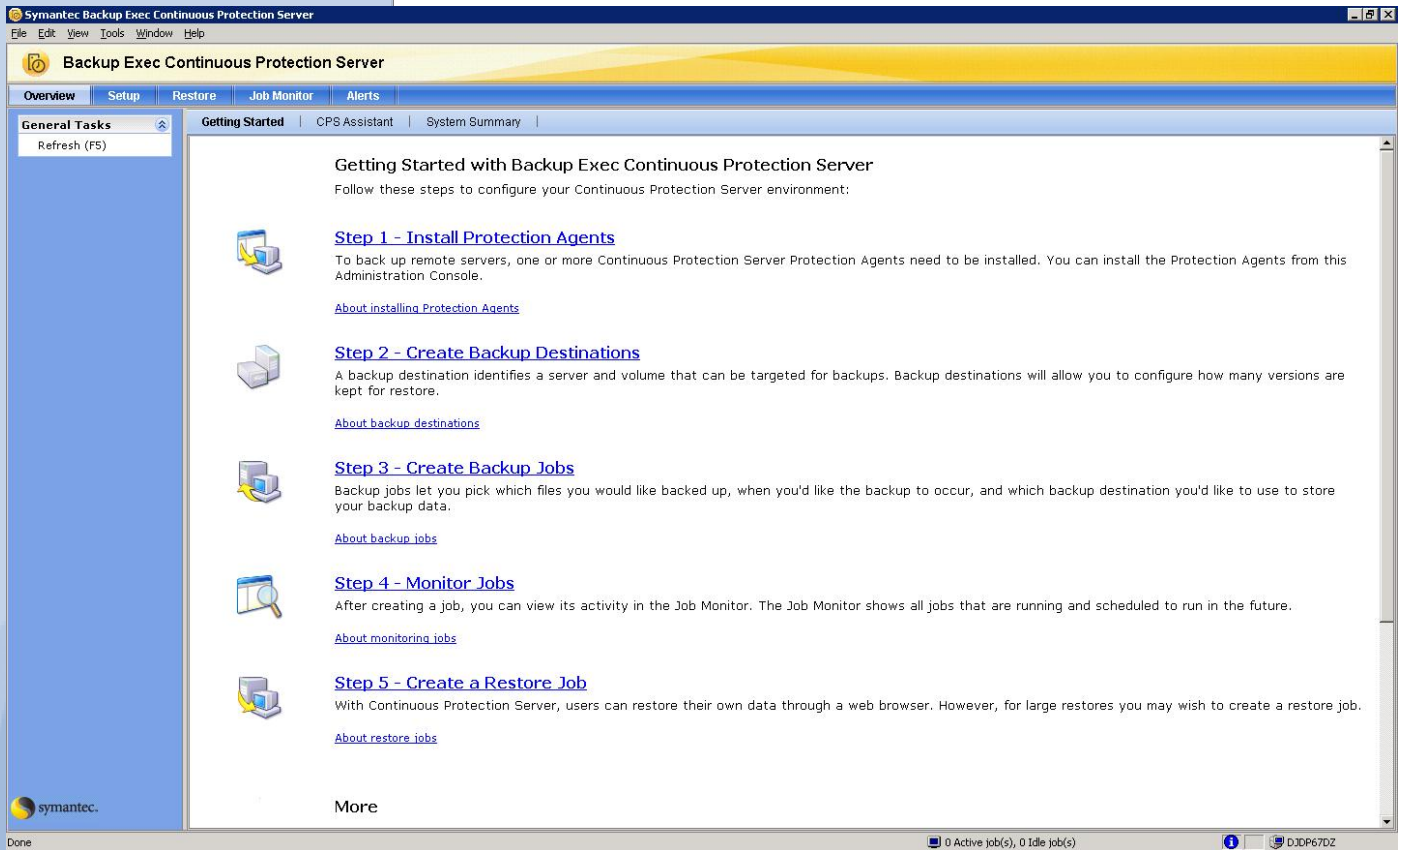 Symantec Backup Exec Continuous Protection Server
File Edit View Tools Window Help
Backup Exec Continuous Protection Server
Overview Setup Restore Job Monitor Alerts
General Tasks
Refresh (F5)
Getting Started | CPS Assistant | System Summary |
Getting Started with Backup Exec Continuous Protection Server
Follow these steps to configure your Continuous Protection Server environment:
Step 1 - Install Protection Agents
To back up remote servers, one or more Continuous Protection Server Protection Agents need to be installed. You can install the Protection Agents from this
Administration Console.
About installing Protection Agents
Step 2 - Create Backup Destinations
A backup destination identifies a server and volume that can be targeted for backups. Backup destinations will allow you to configure how many versions are
kept for restore.
About backup destinations
Step 3 - Create Backup Jobs
Backup jobs let you pick which files you would like backed up, when you'd like the backup to occur, and which backup destination you'd like to use to store
your backup data.
About backup jobs
Step 4 - Monitor Jobs
After creating a job, you can view its activity in the Job Monitor. The Job Monitor shows all jobs that are running and scheduled to run in the future.
About monitoring jobs
Step 5 - Create a Restore Job
With Continuous Protection Server, users can restore their own data through a web browser. However, for large restores you may wish to create a restore job.
About restore jobs
More
symantec.
Done
0 Active job(s), 0 Idle job(s)
DJDP67DZ